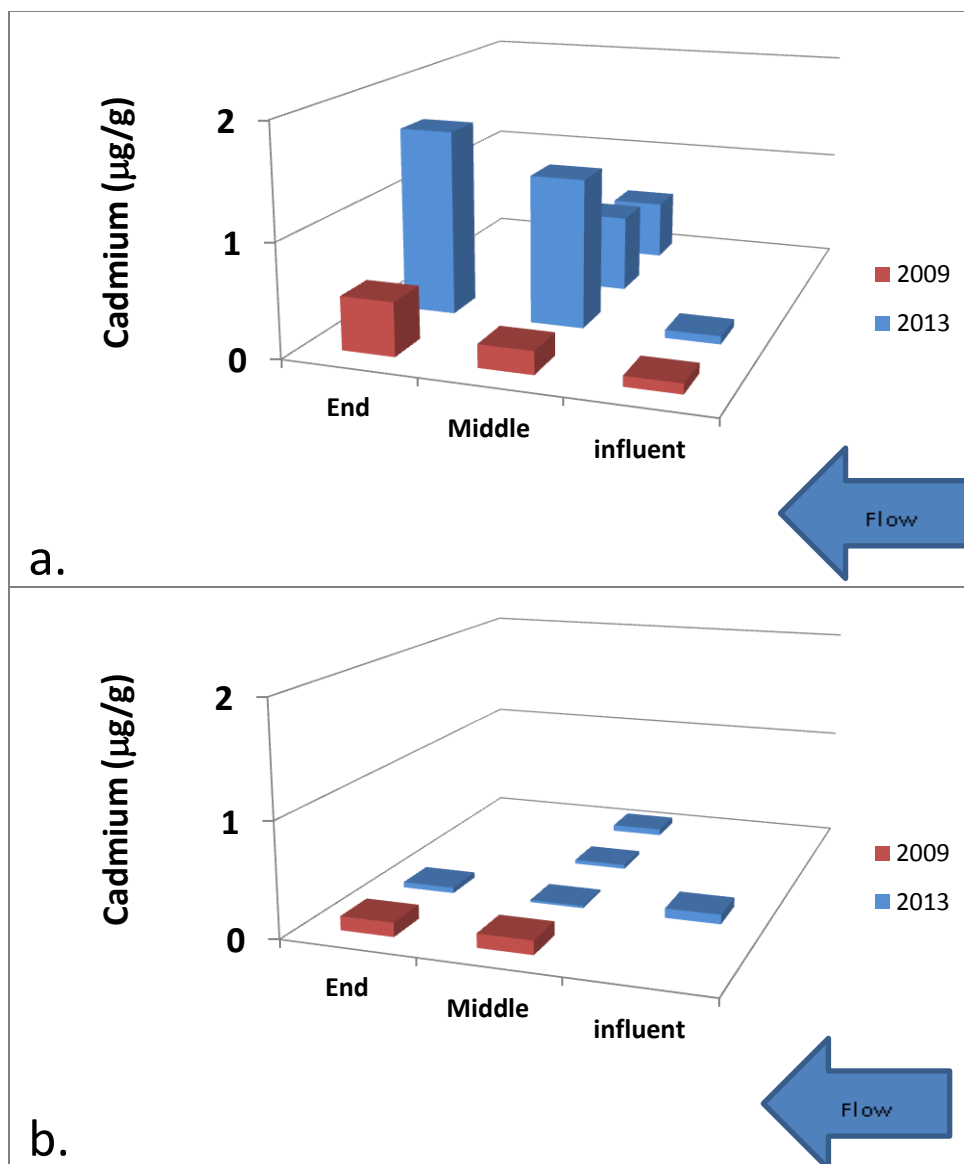 Cadmium (µg/g)
2
1
0
End
Middle
influent
2009
2013
Flow
a.
Cadmium (µg/g)
2
1
0
End
Middle
influent
2009
2013
Flow
b.